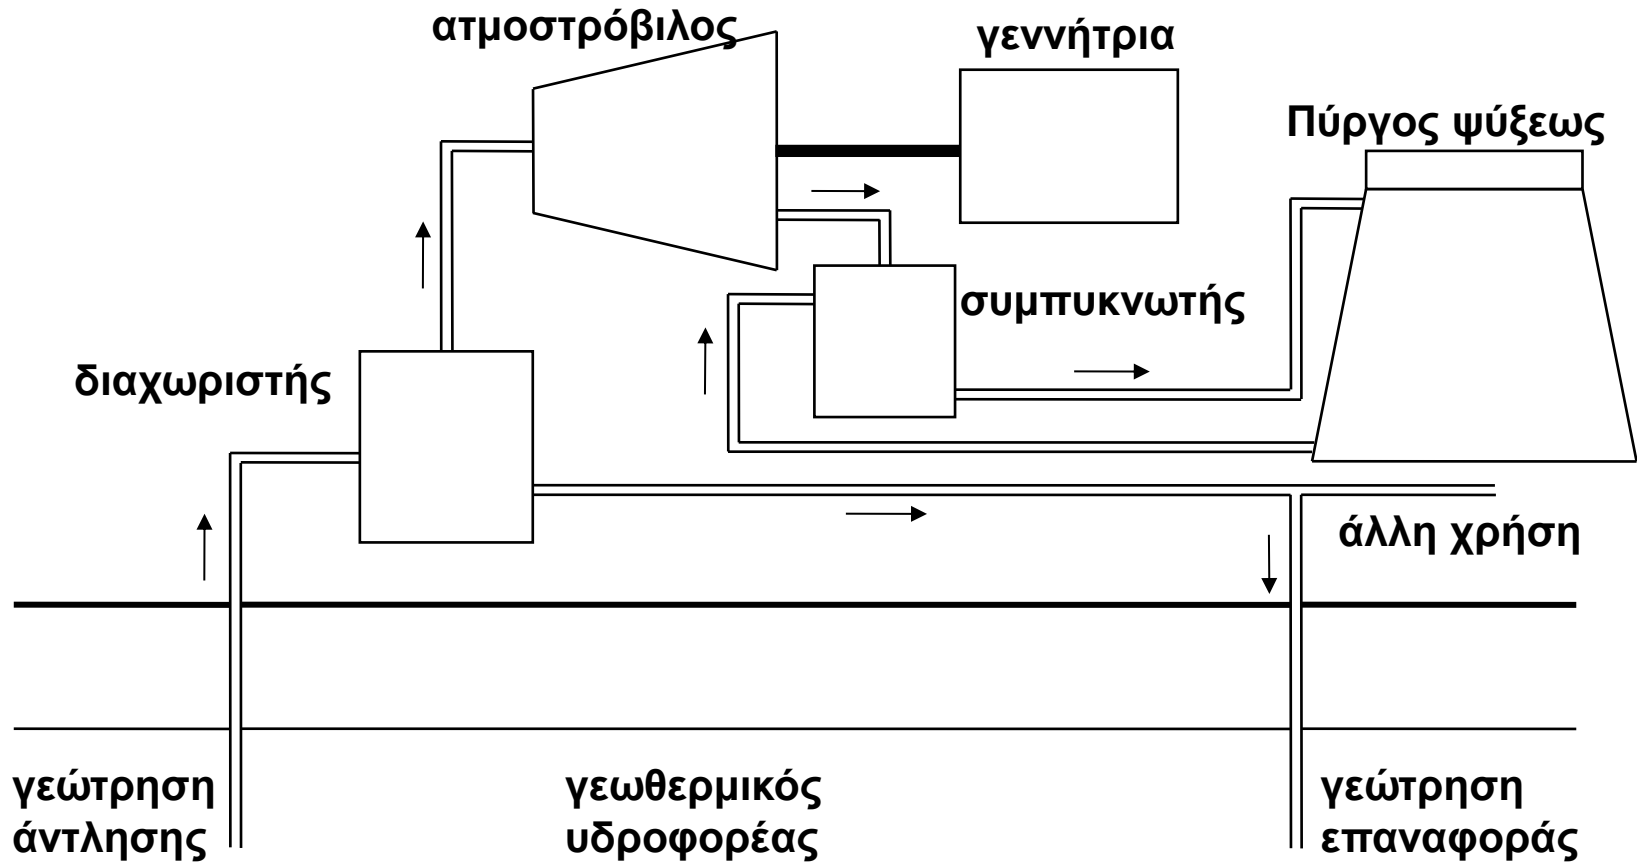 ατμοστρόβιλος
γεννήτρια
Πύργος ψύξεως
συμπυκνωτής
διαχωριστής
άλλη χρήση
γεώτρηση
άντλησης
γεωθερμικός
υδροφορέας
γεώτρηση
επαναφοράς